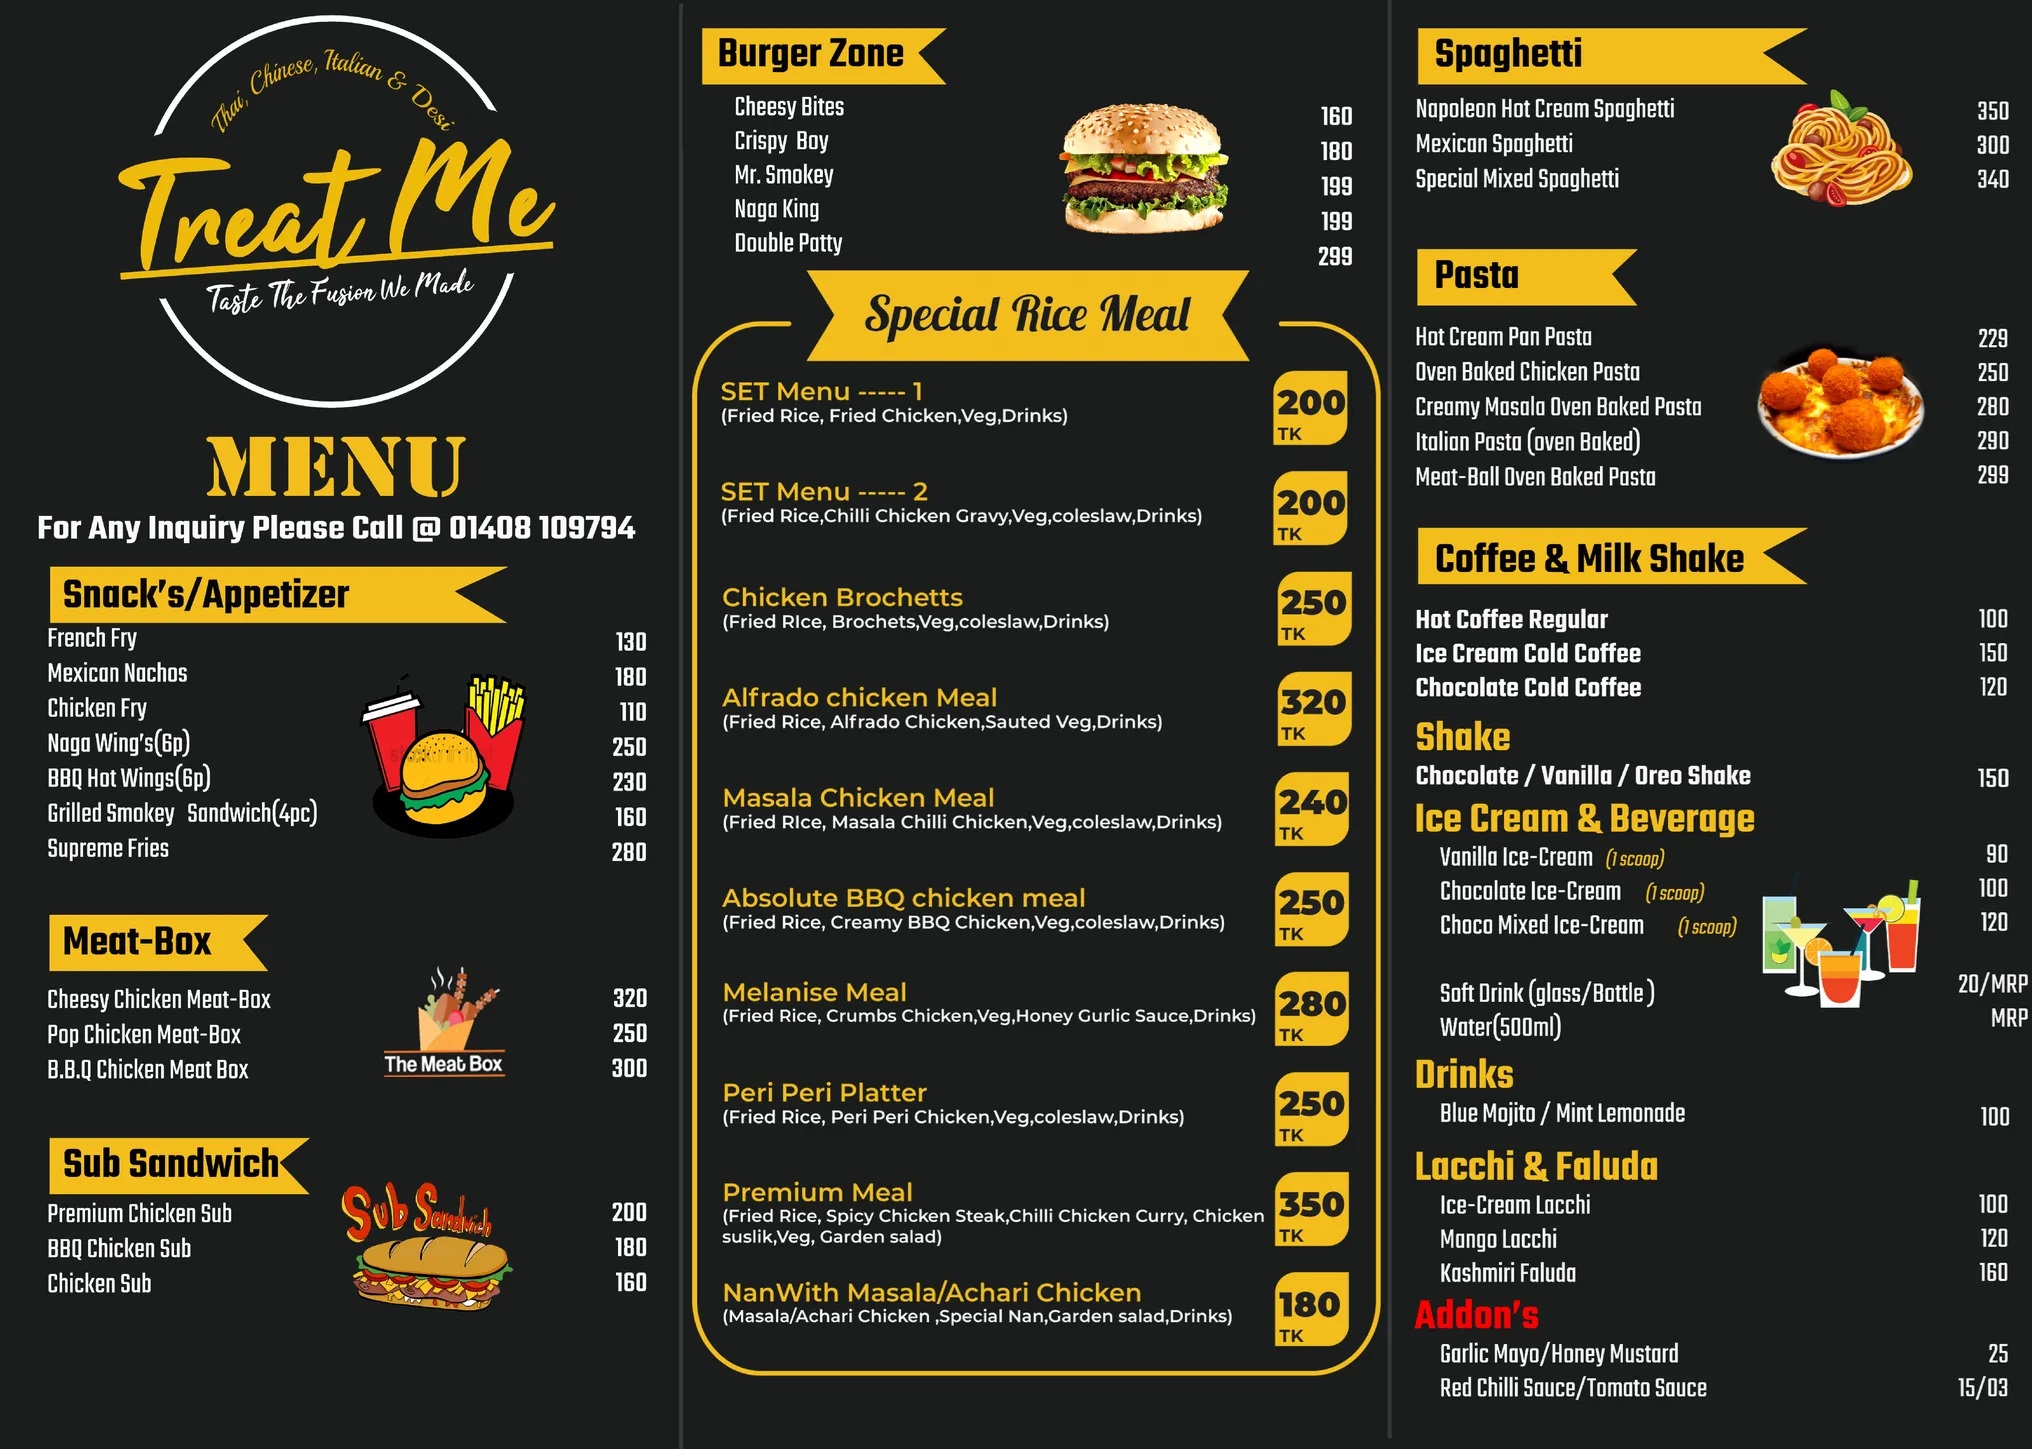 Thai, Chinese, Italian & Desi
Treat Me
Taste The Fusion We Made
MENU
For Any Inquiry Please Call @ 01408 109794
Snack's/Appetizer
French Fry 130
Mexican Nachos 180
Chicken Fry 110
Naga Wing's(6p) 250
BBQ Hot Wings(6p) 230
Grilled Smokey Sandwich(4pc) 160
Supreme Fries 280
Meat-Box
Cheesy Chicken Meat-Box 320
Pop Chicken Meat-Box 250
B.B.Q Chicken Meat Box 300
The Meat Box
Sub Sandwich
Sub Sandwich
Premium Chicken Sub 200
BBQ Chicken Sub 180
Chicken Sub 160
Burger Zone
Cheesy Bites 160
Crispy Boy 180
Mr. Smokey 199
Naga King 199
Double Patty 299
Special Rice Meal
SET Menu ----- 1
(Fried Rice, Fried Chicken,Veg,Drinks)
200
TK
SET Menu ----- 2
(Fried Rice,Chilli Chicken Gravy,Veg,coleslaw,Drinks)
200
TK
Chicken Brochetts
(Fried RIce, Brochets,Veg,coleslaw,Drinks)
250
TK
Alfrado chicken Meal
(Fried Rice, Alfrado Chicken,Sauted Veg,Drinks)
320
TK
Masala Chicken Meal
(Fried RIce, Masala Chilli Chicken,Veg,coleslaw,Drinks)
240
TK
Absolute BBQ chicken meal
(Fried Rice, Creamy BBQ Chicken,Veg,coleslaw,Drinks)
250
TK
Melanise Meal
(Fried Rice, Crumbs Chicken,Veg,Honey Gurlic Sauce,Drinks)
280
TK
Peri Peri Platter
(Fried Rice, Peri Peri Chicken,Veg,coleslaw,Drinks)
250
TK
Premium Meal
(Fried Rice, Spicy Chicken Steak,Chilli Chicken Curry, Chicken
suslik,Veg, Garden salad)
350
TK
NanWith Masala/Achari Chicken
(Masala/Achari Chicken ,Special Nan,Garden salad,Drinks)
180
TK
Spaghetti
Napoleon Hot Cream Spaghetti 350
Mexican Spaghetti 300
Special Mixed Spaghetti 340
Pasta
Hot Cream Pan Pasta 229
Oven Baked Chicken Pasta 250
Creamy Masala Oven Baked Pasta 280
Italian Pasta (oven Baked) 290
Meat-Ball Oven Baked Pasta 299
Coffee & Milk Shake
Hot Coffee Regular 100
Ice Cream Cold Coffee 150
Chocolate Cold Coffee 120
Shake
Chocolate / Vanilla / Oreo Shake 150
Ice Cream & Beverage
Vanilla Ice-Cream (1 scoop) 90
Chocolate Ice-Cream (1 scoop) 100
Choco Mixed Ice-Cream (1 scoop) 120
Soft Drink (glass/Bottle ) 20/MRP
Water(500ml) MRP
Drinks
Blue Mojito / Mint Lemonade 100
Lacchi & Faluda
Ice-Cream Lacchi 100
Mango Lacchi 120
Kashmiri Faluda 160
Addon's
Garlic Mayo/Honey Mustard 25
Red Chilli Sauce/Tomato Sauce 15/03